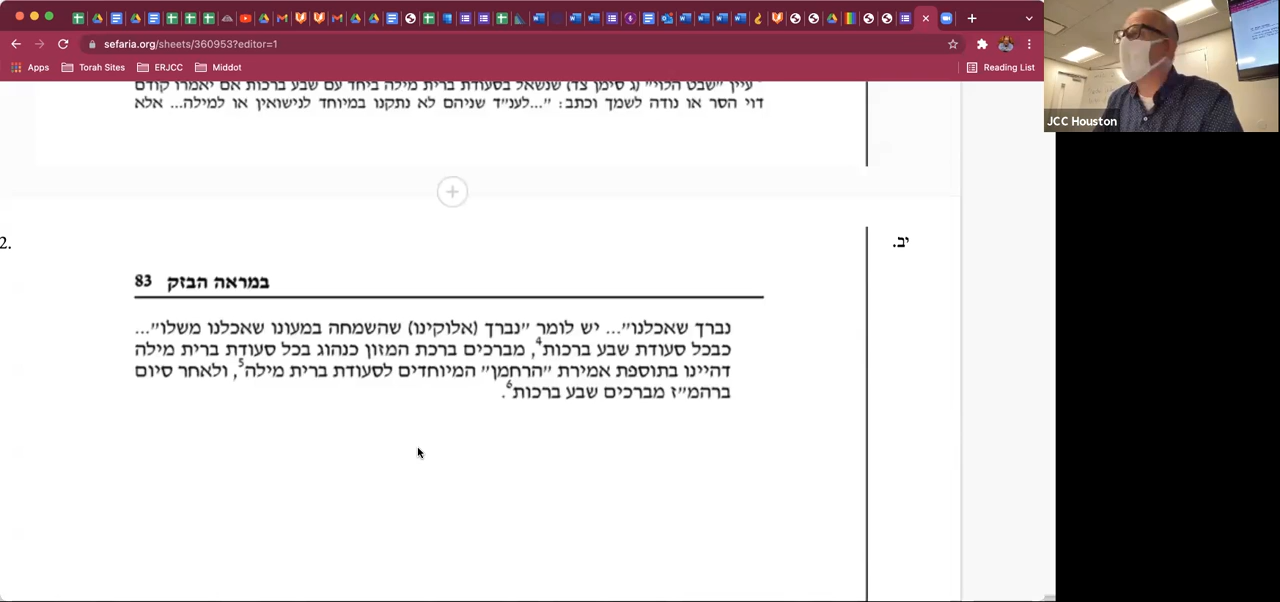 sefaria.org/sheets/360953?editor=1
Apps Torah Sites ERJCC Middot Reading List
JCC Houston
עיין "שבט הלוי" (ג סימן צד) שנשאל בסעודת ברית מילה ביחד עם שבע ברכות אם יאמרו קודם
דוי הסר או נודה לשמך וכתב: "...לענ״ד שניהם לא נתקנו במיוחד לנישואין או למילה... אלא
2.
יב.
במראה הבזק 83
נברך שאכלנו"... יש לומר "נברך (אלוקינו) שהשמחה במעונו שאכלנו משלו"...
כבכל סעודת שבע ברכות4, מברכים ברכת המזון כנהוג בכל סעודת ברית מילה
דהיינו בתוספת אמירת "הרחמן" המיוחדים לסעודת ברית מילה5, ולאחר סיום
ברהמ״ז מברכים שבע ברכות6.